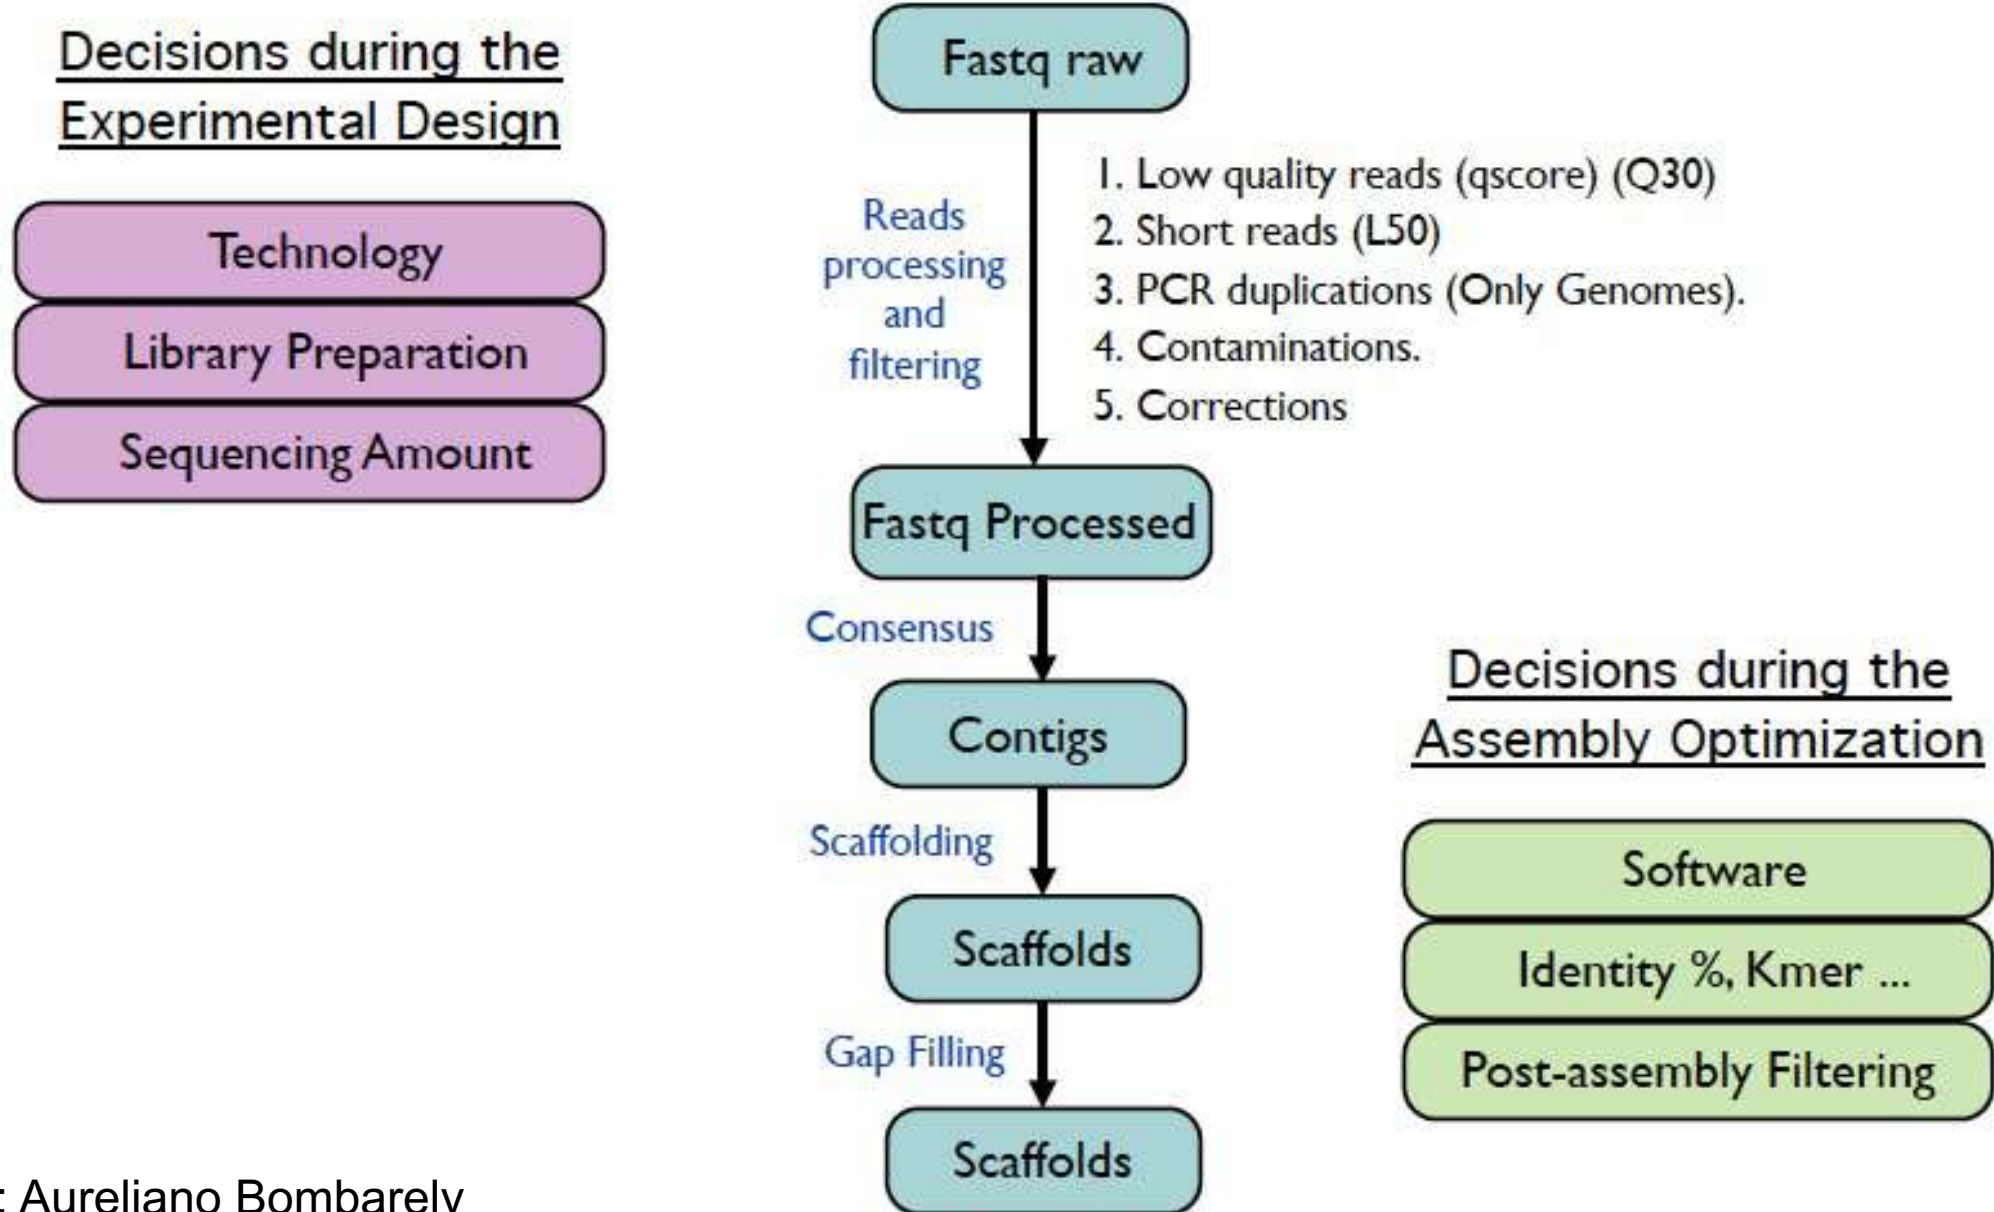 Decisions during the
Experimental Design
Technology
Library Preparation
Sequencing Amount
Fastq raw
Reads
processing
and
filtering
1. Low quality reads (qscore) (Q30)
2. Short reads (L50)
3. PCR duplications (Only Genomes).
4. Contaminations.
5. Corrections
Fastq Processed
Consensus
Contigs
Scaffolding
Scaffolds
Gap Filling
Scaffolds
Decisions during the
Assembly Optimization
Software
Identity %, Kmer ...
Post-assembly Filtering
: Aureliano Bombarely